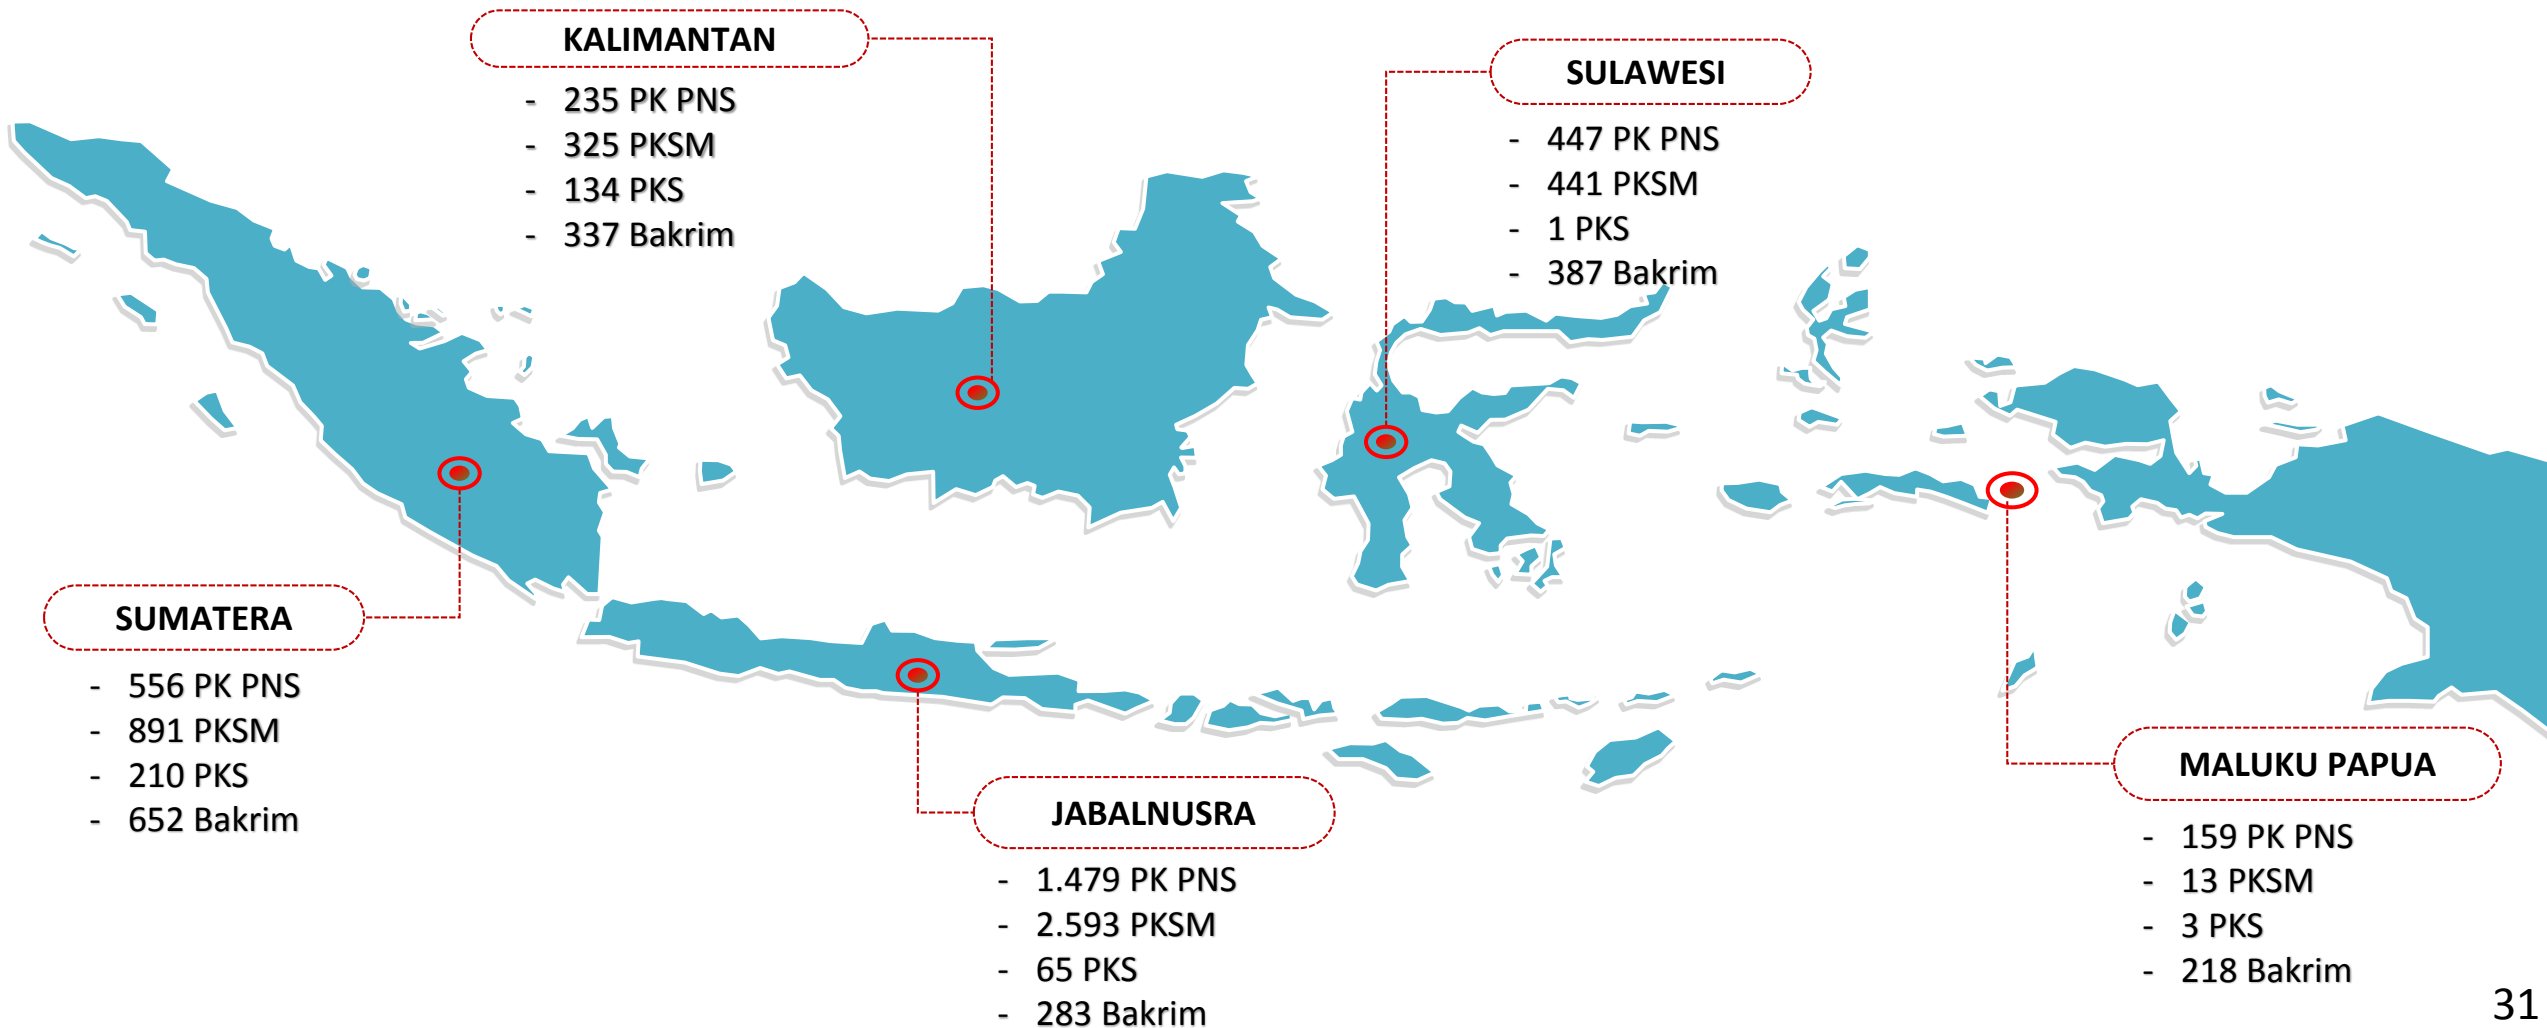 KALIMANTAN
- 235 PK PNS
- 325 PKSM
- 134 PKS
- 337 Bakrim
SULAWESI
- 447 PK PNS
- 441 PKSM
- 1 PKS
- 387 Bakrim
SUMATERA
- 556 PK PNS
- 891 PKSM
- 210 PKS
- 652 Bakrim
JABALNUSRA
- 1.479 PK PNS
- 2.593 PKSM
- 65 PKS
- 283 Bakrim
MALUKU PAPUA
- 159 PK PNS
- 13 PKSM
- 3 PKS
- 218 Bakrim
31